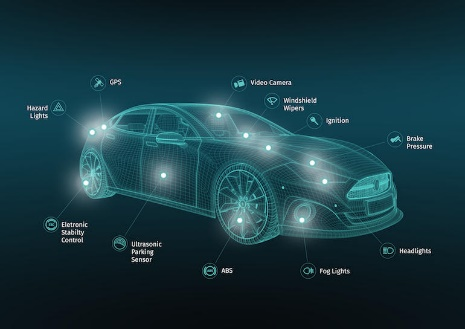 GPS
Video Camera
Hazard
Lights
Windshield
Wipers
Ignition
Brake
Pressure
Eletronic
Stabilty
Control
Ultrasonic
Parking
Sensor
ABS
Fog Lights
Headlights